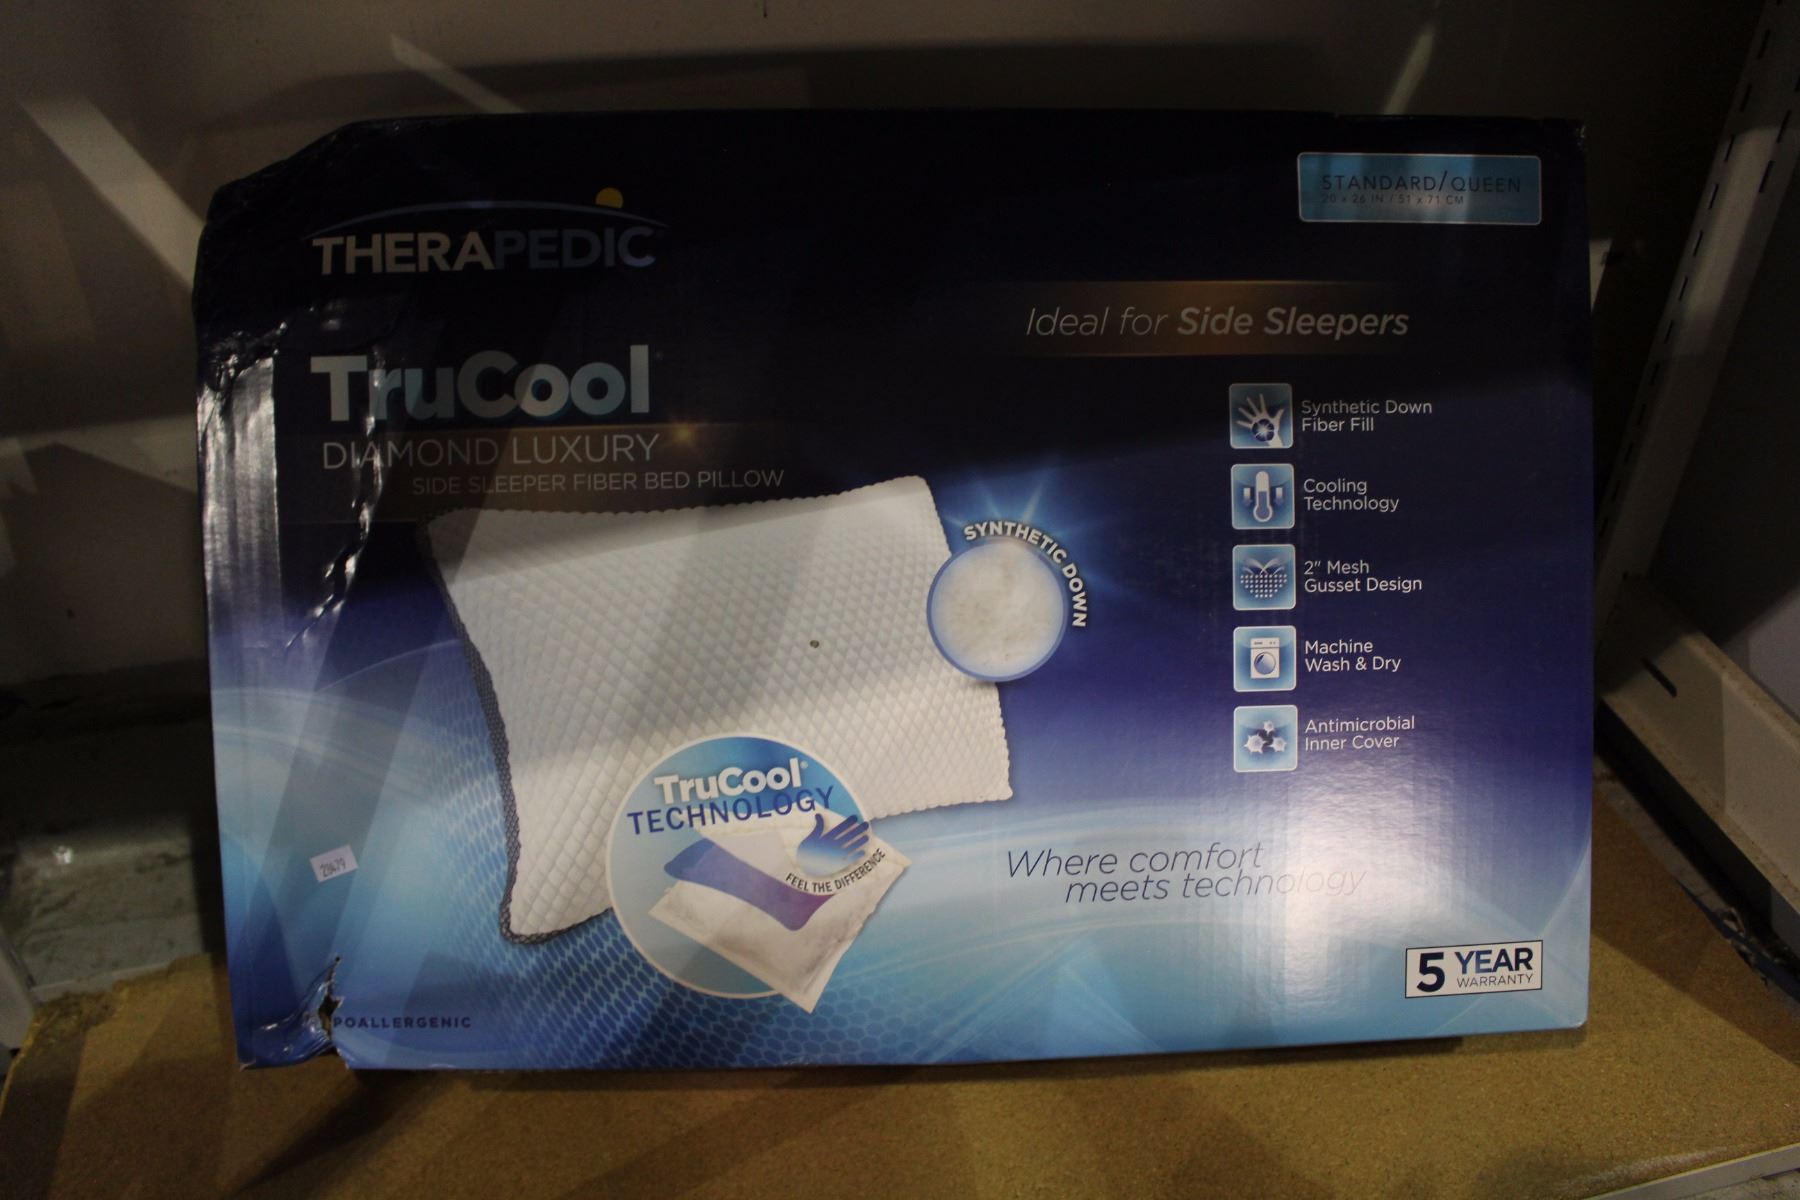 THERAPEDIC
STANDARD/QUEEN
20 x 26 IN / 51 x 71 CM
Ideal for Side Sleepers
TruCool
DIAMOND LUXURY
SIDE SLEEPER FIBER BED PILLOW
SYNTHETIC DOWN
Synthetic Down
Fiber Fill
Cooling
Technology
2" Mesh
Gusset Design
Machine
Wash & Dry
Antimicrobial
Inner Cover
TruCool®
TECHNOLOGY
FEEL THE DIFFERENCE
Where comfort
meets technology
5 YEAR
WARRANTY
POALLERGENIC